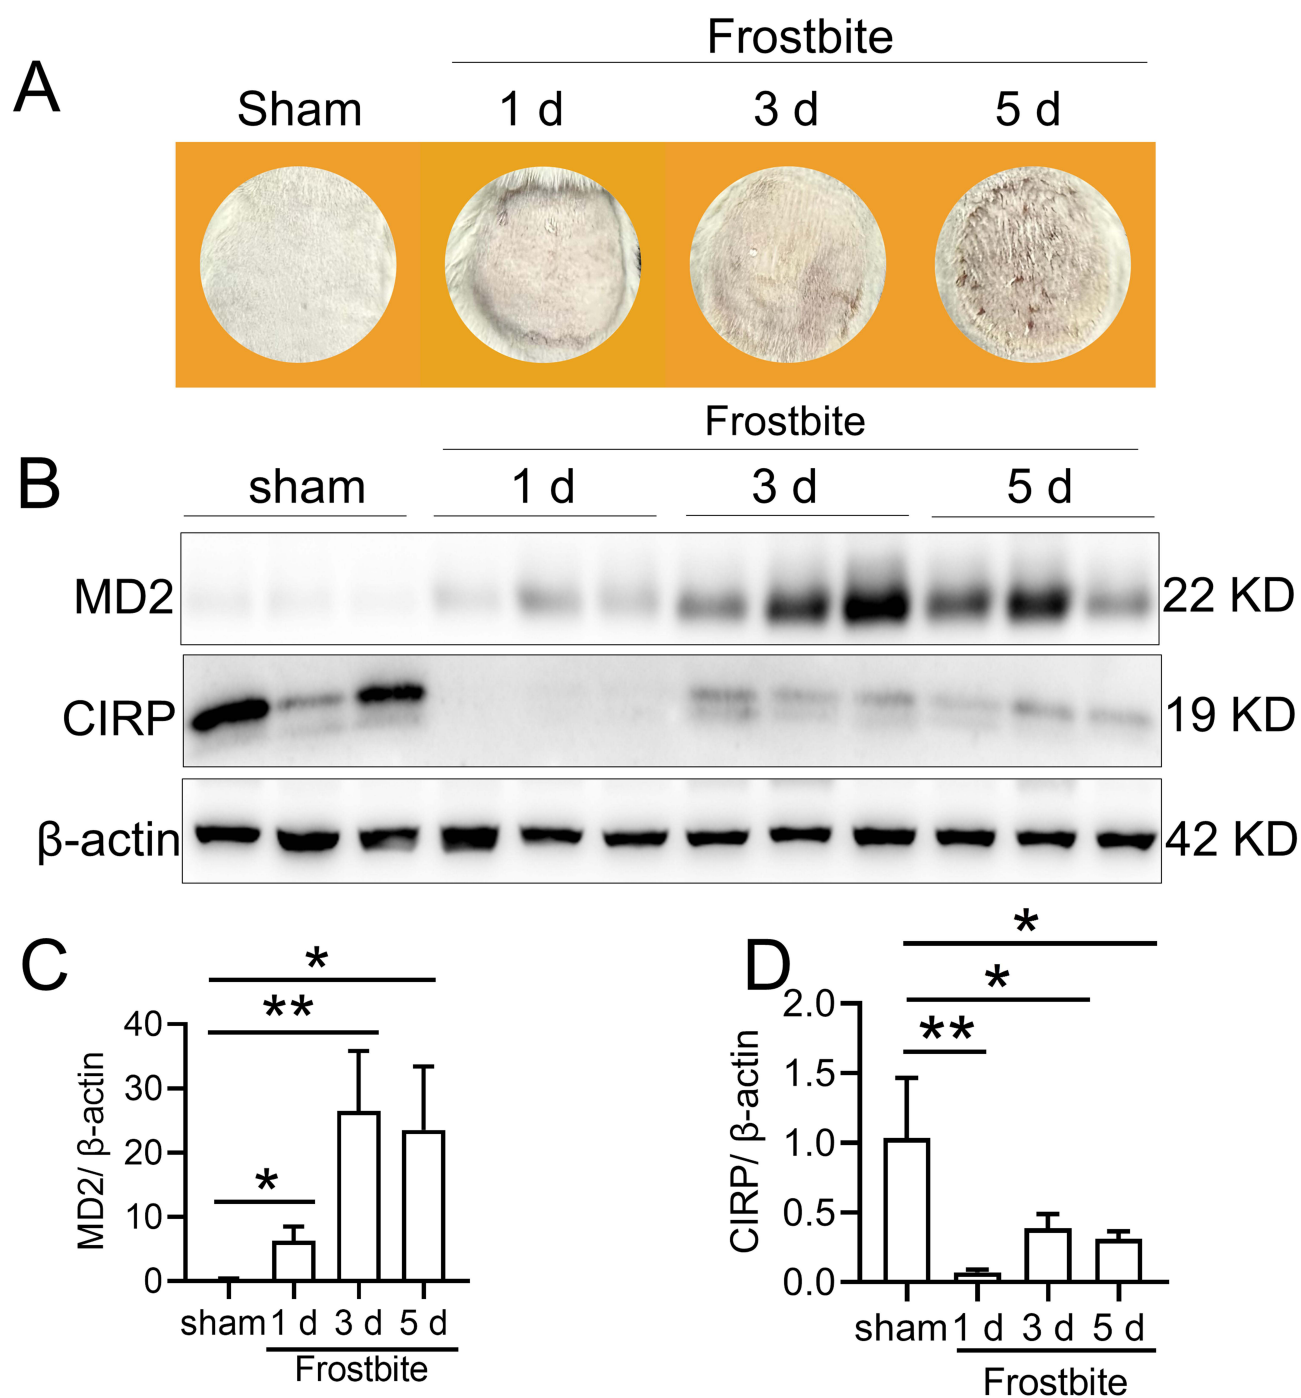 A
Frostbite
Sham 1 d 3 d 5 d
Frostbite
B
sham 1 d 3 d 5 d
MD2 22 KD
CIRP 19 KD
β-actin 42 KD
C
*
**
*
MD2/ β-actin
40
30
20
10
0
sham 1 d 3 d 5 d
Frostbite
D
*
*
**
CIRP/ β-actin
2.0
1.5
1.0
0.5
0.0
sham 1 d 3 d 5 d
Frostbite